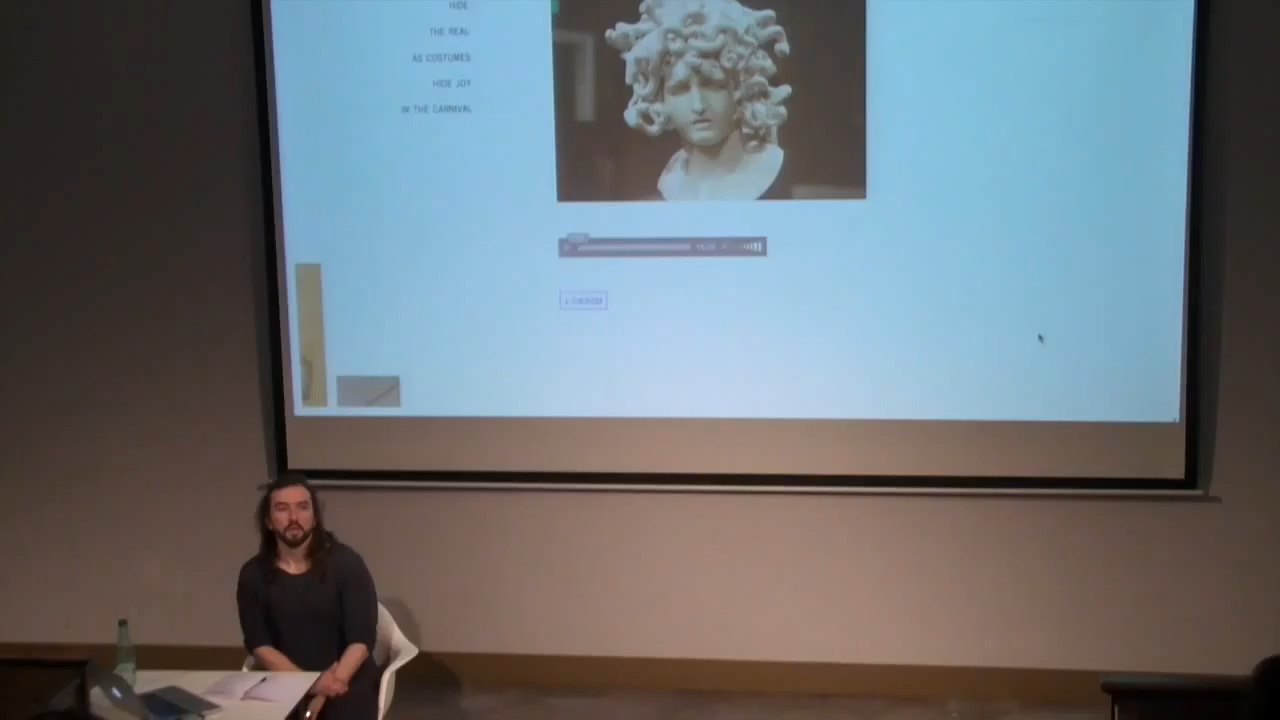 HIDE
THE REAL
AS COSTUMES
HIDE JOY
IN THE CARNIVAL